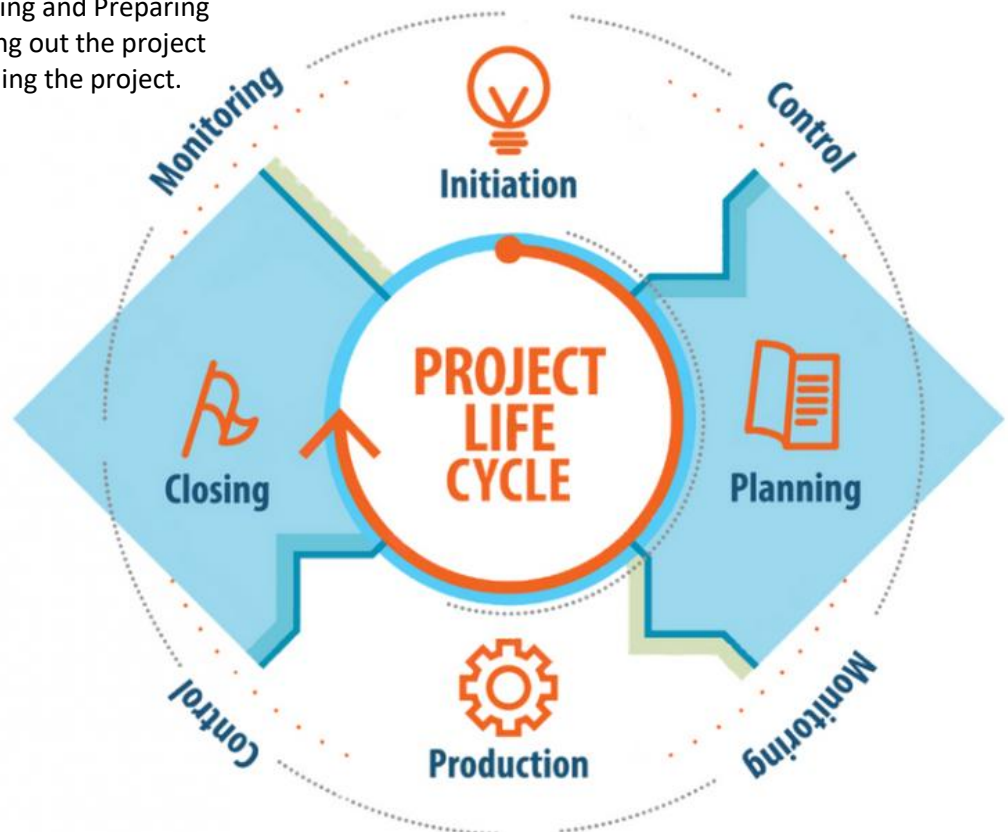 ing and Preparing
ng out the project
ing the project.
Monitoring
Control
Initiation
PROJECT
LIFE
CYCLE
Closing
Planning
Production
Control
Monitoring